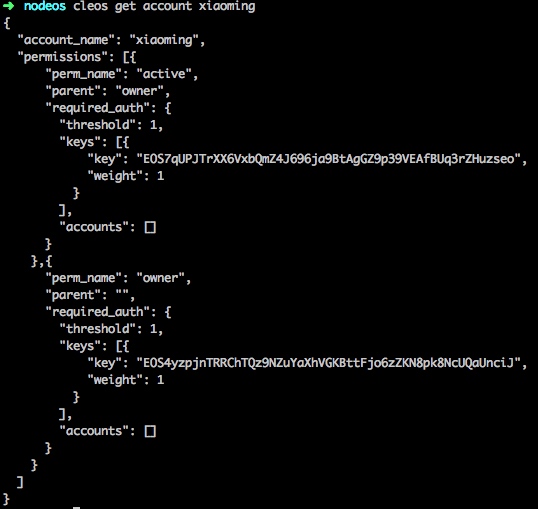 ➜ nodeos cleos get account xiaoming
{
  "account_name": "xiaoming",
  "permissions": [{
      "perm_name": "active",
      "parent": "owner",
      "required_auth": {
        "threshold": 1,
        "keys": [{
            "key": "EOS7qUPJTrXX6VxbQmZ4J696ja9BtAgGZ9p39VEAfBUq3rZHuzseo",
            "weight": 1
          }
        ],
        "accounts": []
      }
    },{
      "perm_name": "owner",
      "parent": "",
      "required_auth": {
        "threshold": 1,
        "keys": [{
            "key": "EOS4yzpjnTRRChTQz9NZuYaXhVGKBttFjo6zZKN8pk8NcUQaUnciJ",
            "weight": 1
          }
        ],
        "accounts": []
      }
    }
  ]
}